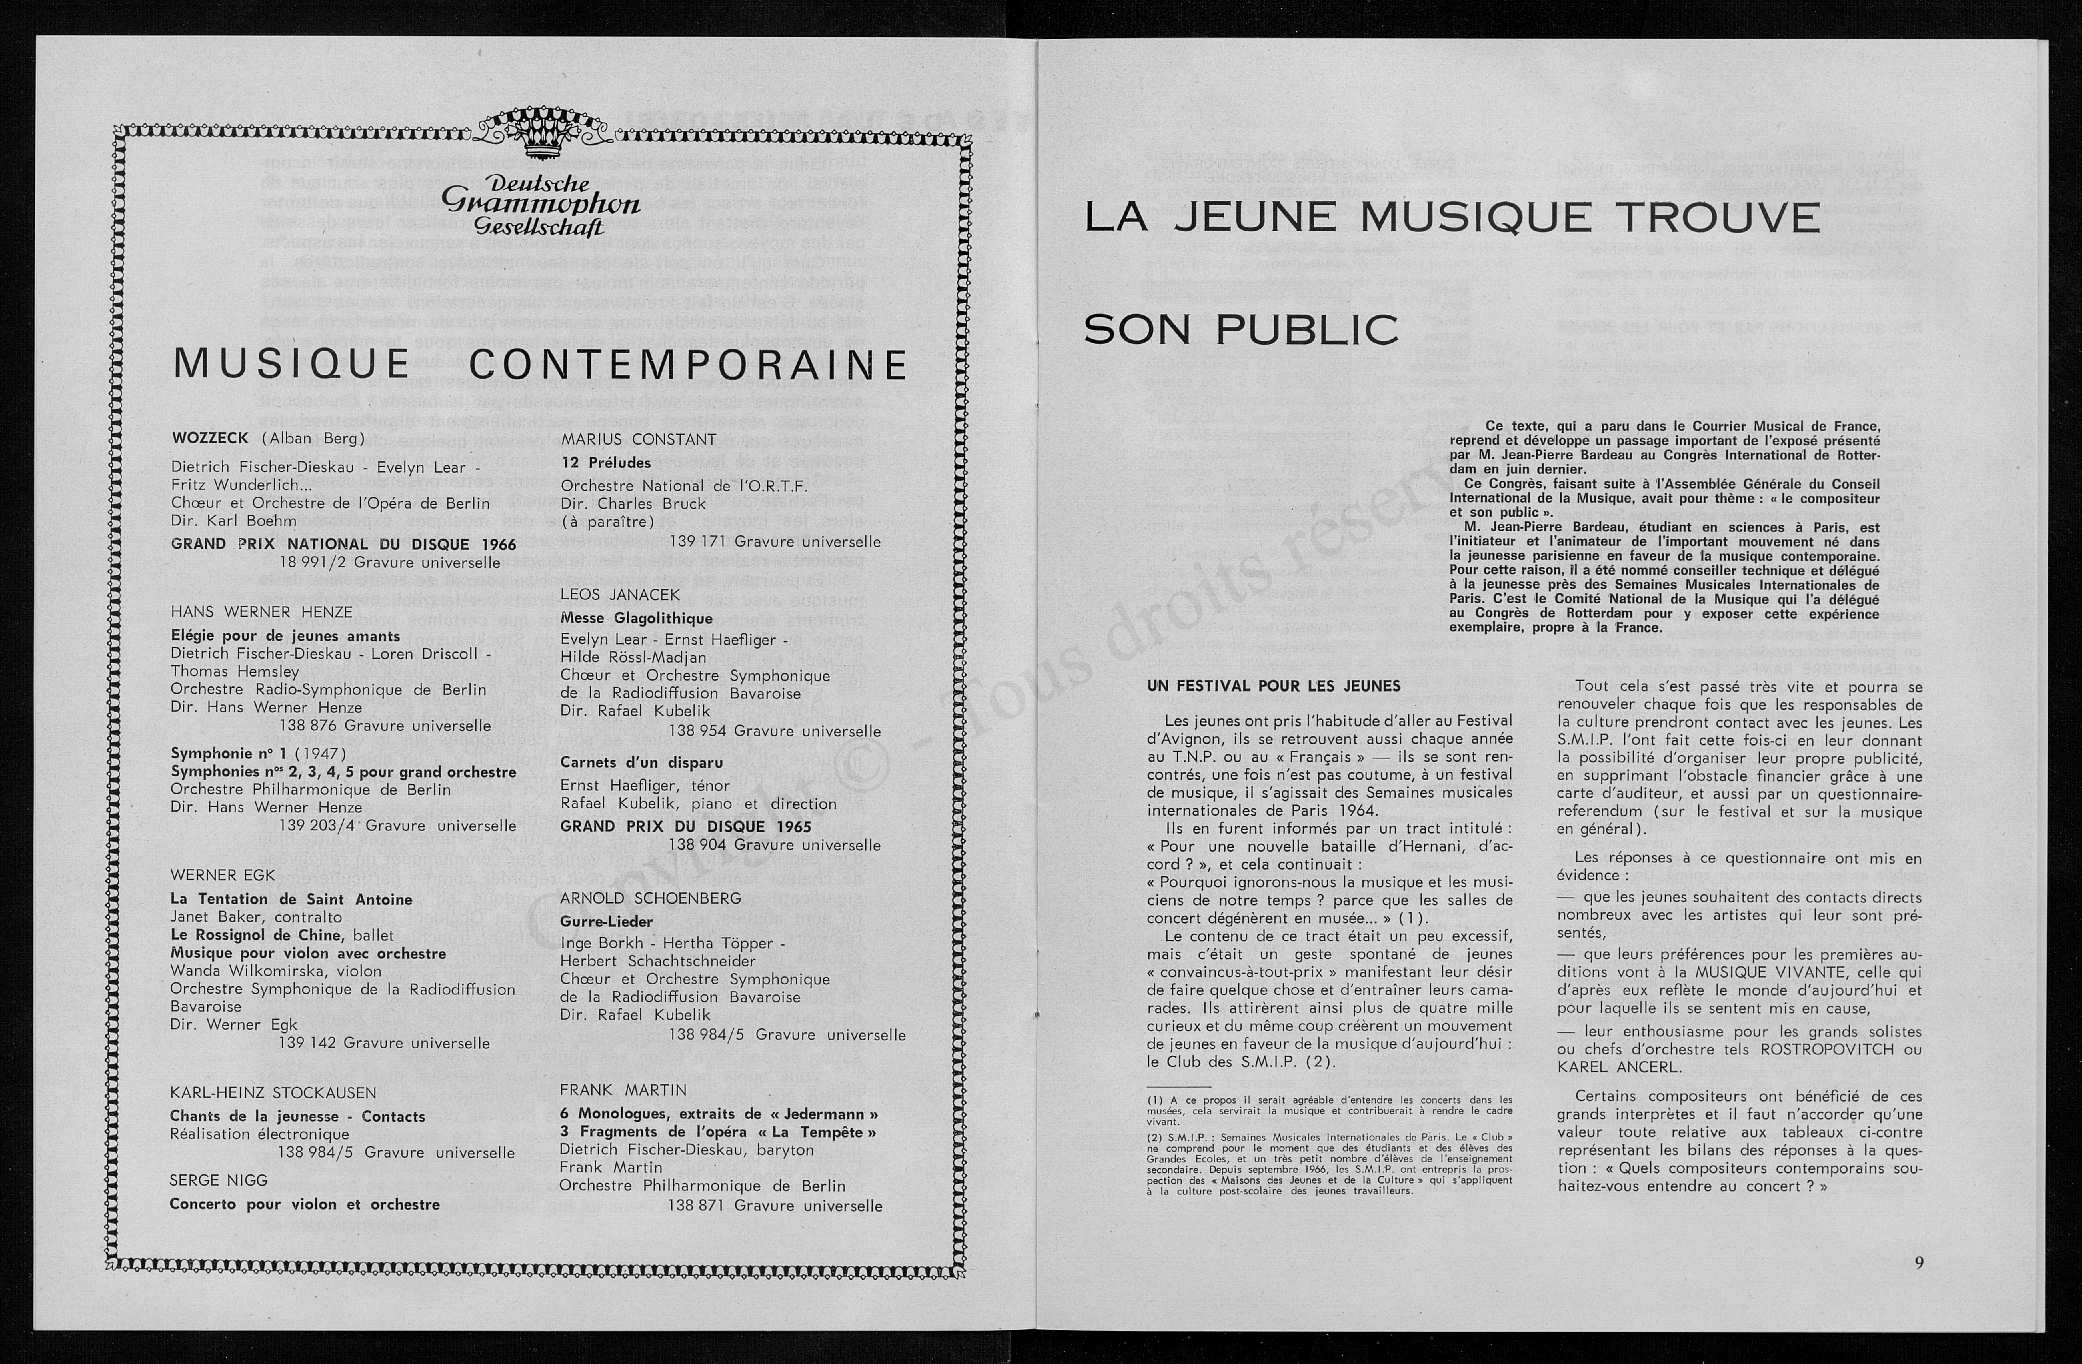 Deutsche
Grammophon
Gesellschaft
MUSIQUE CONTEMPORAINE
WOZZECK (Alban Berg)
Dietrich Fischer-Dieskau - Evelyn Lear -
Fritz Wunderlich...
Chœur et Orchestre de l'Opéra de Berlin
Dir. Karl Boehm
GRAND PRIX NATIONAL DU DISQUE 1966
18 991/2 Gravure universelle
HANS WERNER HENZE
Elégie pour de jeunes amants
Dietrich Fischer-Dieskau - Loren Driscoll -
Thomas Hemsley
Orchestre Radio-Symphonique de Berlin
Dir. Hans Werner Henze
138 876 Gravure universelle
Symphonie n° 1 (1947)
Symphonies nos 2, 3, 4, 5 pour grand orchestre
Orchestre Philharmonique de Berlin
Dir. Hans Werner Henze
139 203/4 Gravure universelle
WERNER EGK
La Tentation de Saint Antoine
Janet Baker, contralto
Le Rossignol de Chine, ballet
Musique pour violon avec orchestre
Wanda Wilkomirska, violon
Orchestre Symphonique de la Radiodiffusion
Bavaroise
Dir. Werner Egk
139 142 Gravure universelle
KARL-HEINZ STOCKAUSEN
Chants de la jeunesse - Contacts
Réalisation électronique
138 984/5 Gravure universelle
SERGE NIGG
Concerto pour violon et orchestre
MARIUS CONSTANT
12 Préludes
Orchestre National de l'O.R.T.F.
Dir. Charles Bruck
(à paraître)
139 171 Gravure universelle
LEOS JANACEK
Messe Glagolithique
Evelyn Lear - Ernst Haefliger -
Hilde Rössl-Madjan
Chœur et Orchestre Symphonique
de la Radiodiffusion Bavaroise
Dir. Rafael Kubelik
138 954 Gravure universelle
Carnets d'un disparu
Ernst Haefliger, ténor
Rafael Kubelik, piano et direction
GRAND PRIX DU DISQUE 1965
138 904 Gravure universelle
ARNOLD SCHOENBERG
Gurre-Lieder
Inge Borkh - Hertha Töpper -
Herbert Schachtschneider
Chœur et Orchestre Symphonique
de la Radiodiffusion Bavaroise
Dir. Rafael Kubelik
138 984/5 Gravure universelle
FRANK MARTIN
6 Monologues, extraits de « Jedermann »
3 Fragments de l'opéra « La Tempête »
Dietrich Fischer-Dieskau, baryton
Frank Martin
Orchestre Philharmonique de Berlin
138 871 Gravure universelle
LA JEUNE MUSIQUE TROUVE
SON PUBLIC
Ce texte, qui a paru dans le Courrier Musical de France,
reprend et développe un passage important de l'exposé présenté
par M. Jean-Pierre Bardeau au Congrès International de Rotter-
dam en juin dernier.
Ce Congrès, faisant suite à l'Assemblée Générale du Conseil
International de la Musique, avait pour thème : « le compositeur
et son public ».
M. Jean-Pierre Bardeau, étudiant en sciences à Paris, est
l'initiateur et l'animateur de l'important mouvement né dans
la jeunesse parisienne en faveur de la musique contemporaine.
Pour cette raison, il a été nommé conseiller technique et délégué
à la jeunesse près des Semaines Musicales Internationales de
Paris. C'est le Comité National de la Musique qui l'a délégué
au Congrès de Rotterdam pour y exposer cette expérience
exemplaire, propre à la France.
UN FESTIVAL POUR LES JEUNES
Les jeunes ont pris l'habitude d'aller au Festival
d'Avignon, ils se retrouvent aussi chaque année
au T.N.P. ou au « Français » — ils se sont ren-
contrés, une fois n'est pas coutume, à un festival
de musique, il s'agissait des Semaines musicales
internationales de Paris 1964.
Ils en furent informés par un tract intitulé :
« Pour une nouvelle bataille d'Hernani, d'ac-
cord ? », et cela continuait :
« Pourquoi ignorons-nous la musique et les musi-
ciens de notre temps ? parce que les salles de
concert dégénèrent en musée... » (1).
Le contenu de ce tract était un peu excessif,
mais c'était un geste spontané de jeunes
« convaincus-à-tout-prix » manifestant leur désir
de faire quelque chose et d'entraîner leurs cama-
rades. Ils attirèrent ainsi plus de quatre mille
curieux et du même coup créèrent un mouvement
de jeunes en faveur de la musique d'aujourd'hui :
le Club des S.M.I.P. (2).
(1) A ce propos il serait agréable d'entendre les concerts dans les
musées, cela servirait la musique et contribuerait à rendre le cadre
vivant.
(2) S.M.I.P. : Semaines Musicales Internationales de Paris. Le « Club »
ne comprend pour le moment que des étudiants et des élèves des
Grandes Ecoles, et un très petit nombre d'élèves de l'enseignement
secondaire. Depuis septembre 1966, les S.M.I.P. ont entrepris la pros-
pection des « Maisons des Jeunes et de la Culture » qui s'appliquent
à la culture post-scolaire des jeunes travailleurs.
Tout cela s'est passé très vite et pourra se
renouveler chaque fois que les responsables de
la culture prendront contact avec les jeunes. Les
S.M.I.P. l'ont fait cette fois-ci en leur donnant
la possibilité d'organiser leur propre publicité,
en supprimant l'obstacle financier grâce à une
carte d'auditeur, et aussi par un questionnaire-
referendum (sur le festival et sur la musique
en général).
Les réponses à ce questionnaire ont mis en
évidence :
— que les jeunes souhaitent des contacts directs
nombreux avec les artistes qui leur sont pré-
sentés,
— que leurs préférences pour les premières au-
ditions vont à la MUSIQUE VIVANTE, celle qui
d'après eux reflète le monde d'aujourd'hui et
pour laquelle ils se sentent mis en cause,
— leur enthousiasme pour les grands solistes
ou chefs d'orchestre tels ROSTROPOVITCH ou
KAREL ANCERL.
Certains compositeurs ont bénéficié de ces
grands interprètes et il faut n'accorder qu'une
valeur toute relative aux tableaux ci-contre
représentant les bilans des réponses à la ques-
tion : « Quels compositeurs contemporains sou-
haitez-vous entendre au concert ? »
9
Copyright © - Tous droits réservés